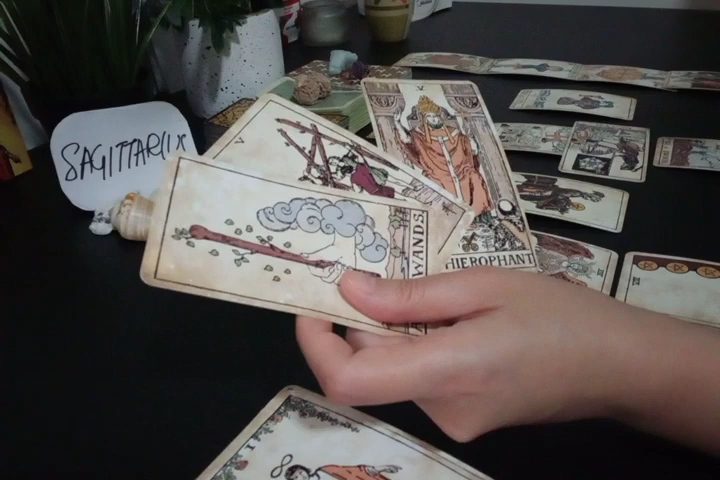 SAGITTARIUS
V
V
HIEROPHANT
WANDS.
I